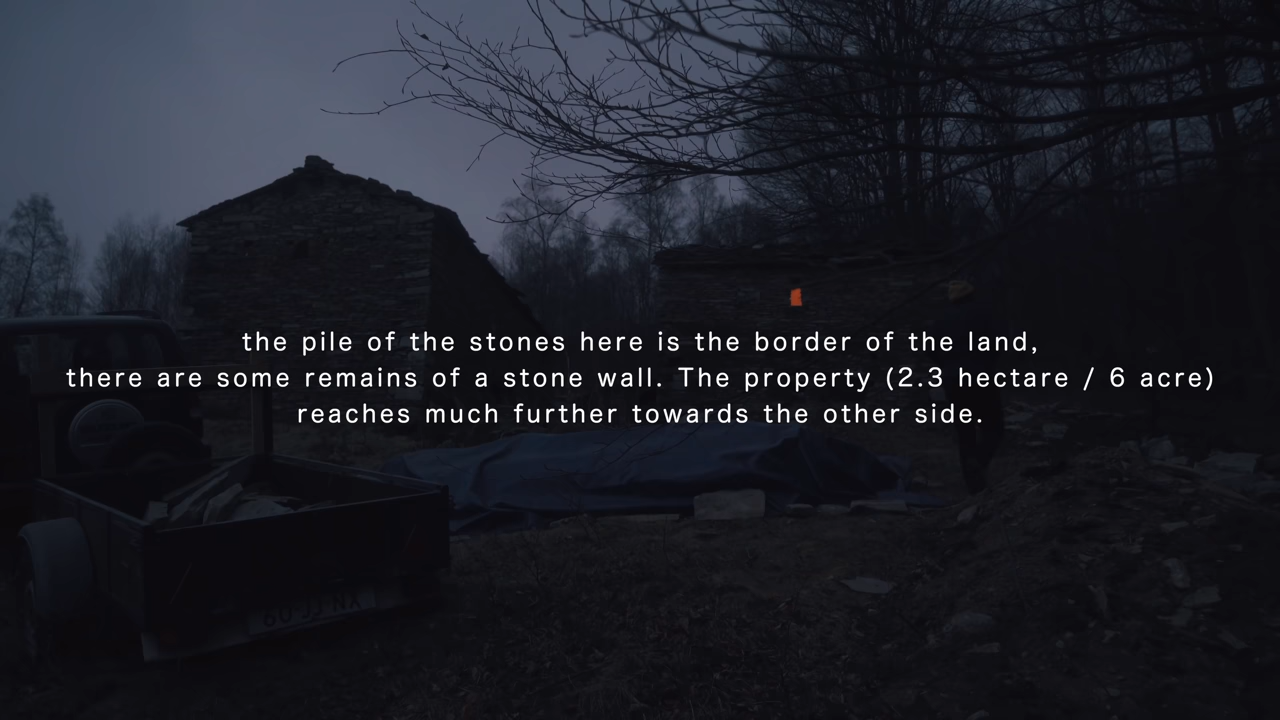 the pile of the stones here is the border of the land,
there are some remains of a stone wall. The property (2.3 hectare / 6 acre)
reaches much further towards the other side.